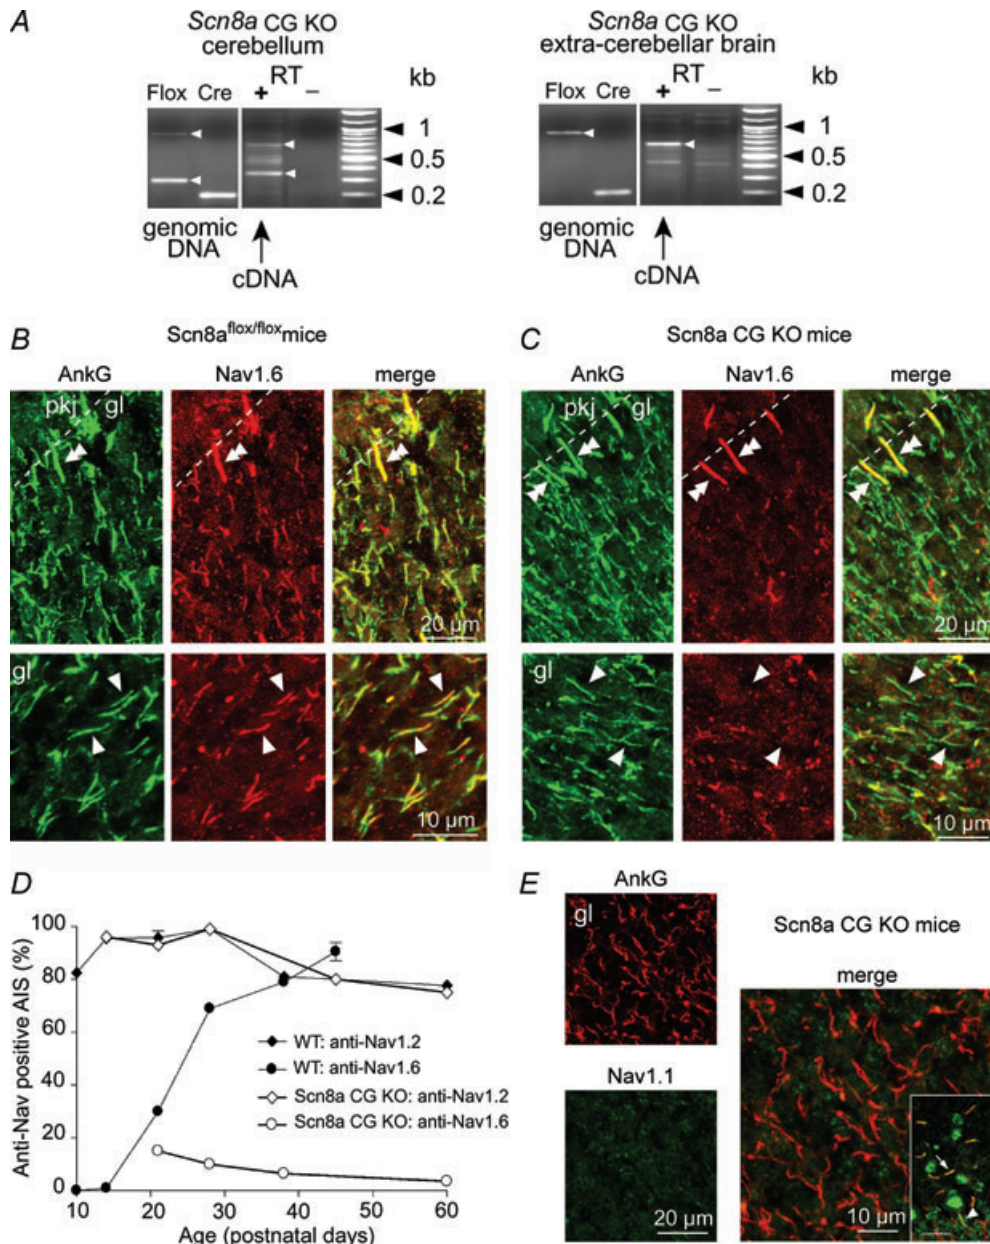 A
Scn8a CG KO
cerebellum
Flox Cre RT + – kb
1
0.5
0.2
genomic
DNA
cDNA
Scn8a CG KO
extra-cerebellar brain
Flox Cre RT + – kb
1
0.5
0.2
genomic
DNA
cDNA
B
Scn8a^flox/flox mice
AnkG Nav1.6 merge
pkj gl
20 µm
gl
10 µm
C
Scn8a CG KO mice
AnkG Nav1.6 merge
pkj gl
20 µm
gl
10 µm
D
Anti-Nav positive AIS (%)
100
80
60
40
20
0
10 20 30 40 50 60
Age (postnatal days)
WT: anti-Nav1.2
WT: anti-Nav1.6
Scn8a CG KO: anti-Nav1.2
Scn8a CG KO: anti-Nav1.6
E
AnkG
gl
Nav1.1
20 µm
Scn8a CG KO mice
merge
10 µm